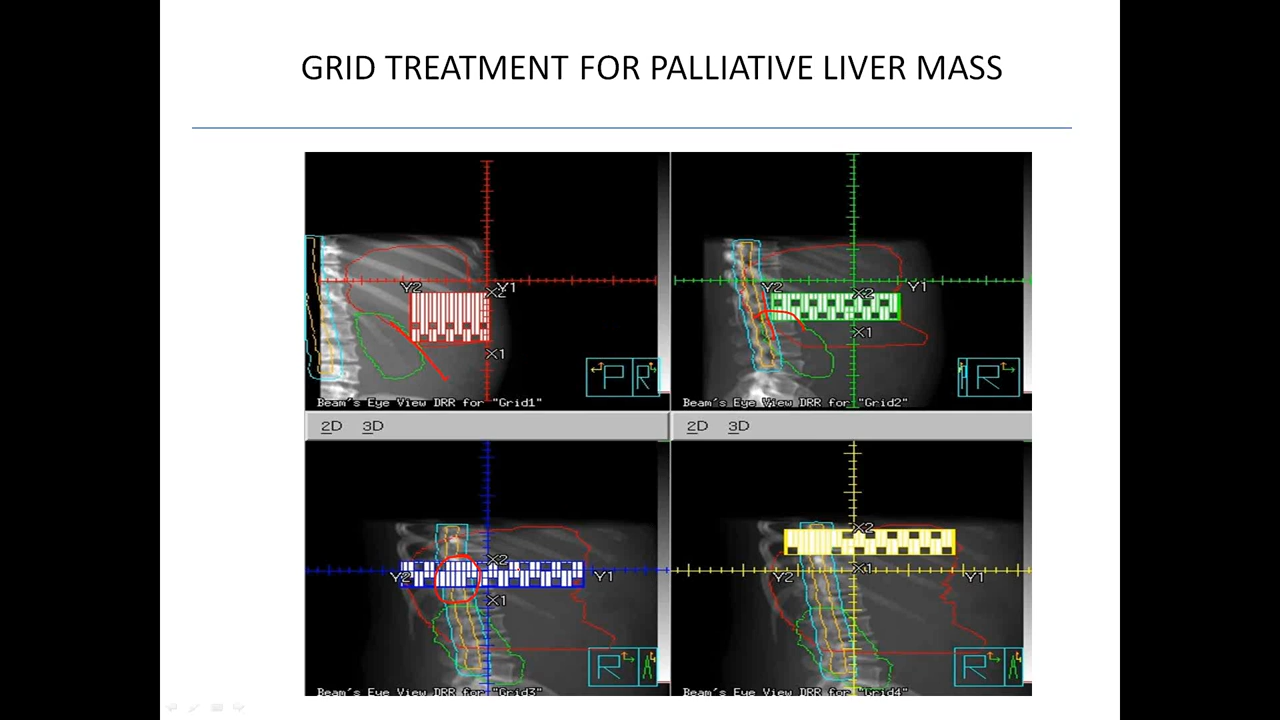 GRID TREATMENT FOR PALLIATIVE LIVER MASS
Y2 Y1
X2
X1
P R
Beam's Eye View DRR for "Grid1"
Y2 X2 Y1
X1
R
Beam's Eye View DRR for "Grid2"
2D 3D
2D 3D
X2
Y2 Y1
X1
R A
Beam's Eye View DRR for "Grid3"
X2
X1
Y2 Y1
R A
Beam's Eye View DRR for "Grid4"